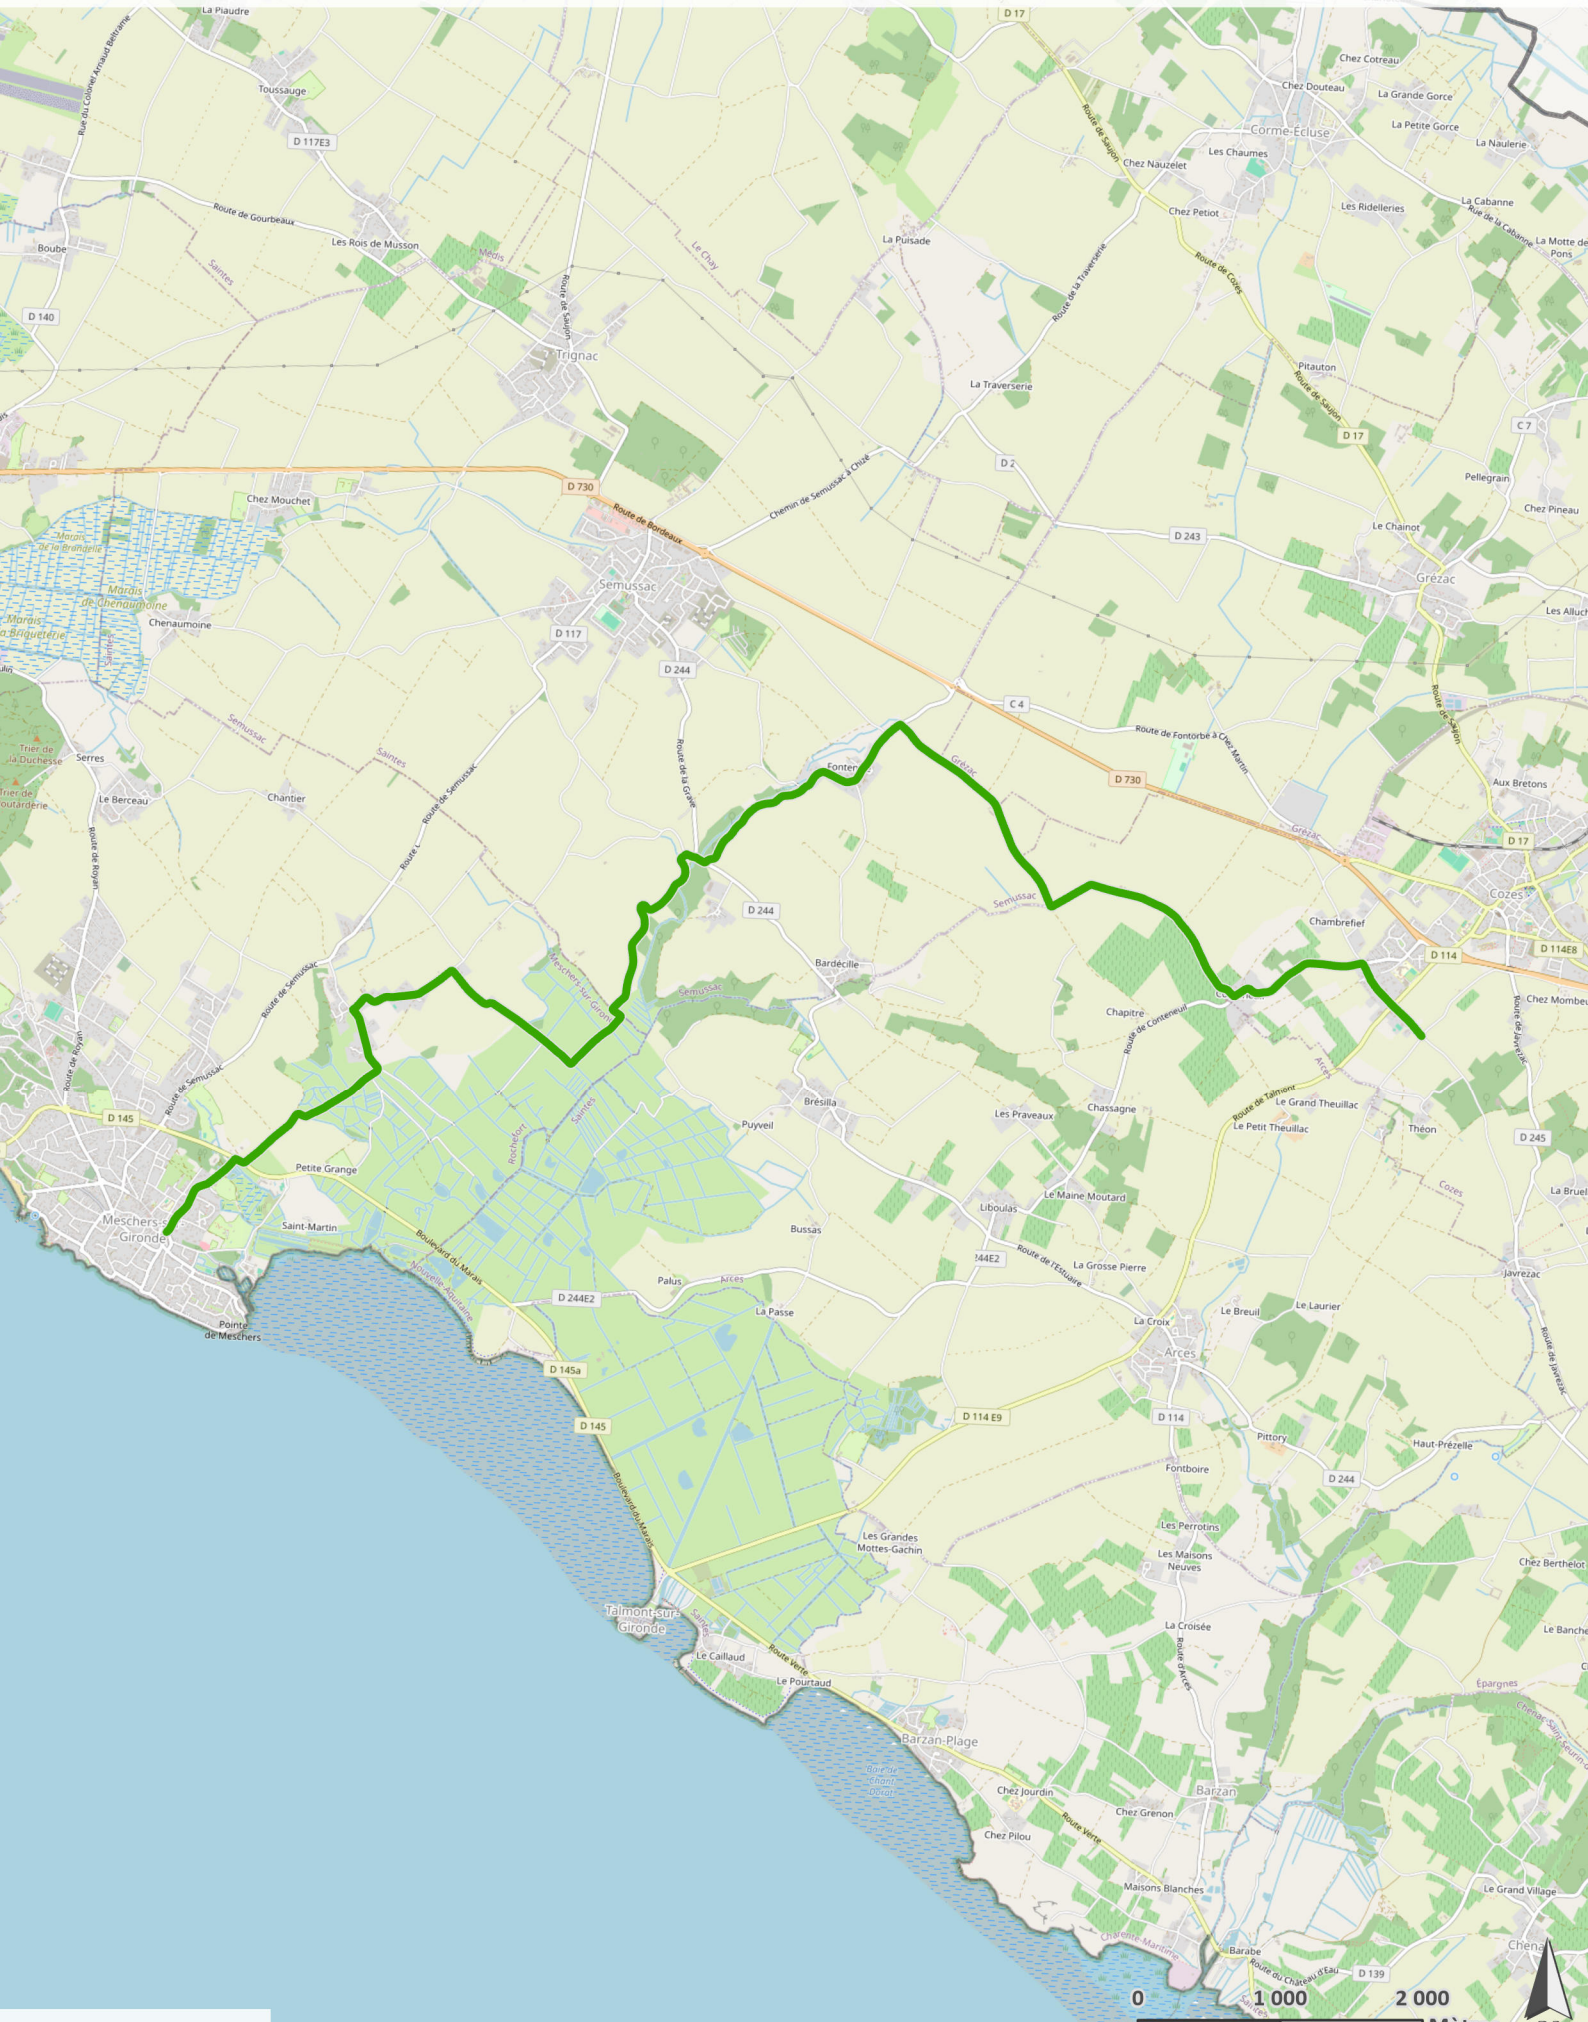 La Plaudre
D 17
Rue du Colonel Arnaud Beltrame
Toussauge
Chez Cotreau
Chez Douteau
La Grande Gorce
Corme-Écluse
La Petite Gorce
Route de Saujon
D 117E3
La Naulerie
Les Chaumes
Chez Nauzelet
La Cabanne
Rue de la Cabanne
Les Ridelleries
Chez Petiot
Route de Gourbeaux
Les Rois de Musson
La Puisade
La Motte de
Pons
Boube
Médis
Le Chay
Saintes
Route de Cozes
Route de la Traverserie
Route de Saujon
D 140
Trignac
Pitauton
La Traverserie
Route de Saujon
C 7
D 17
D 2
Chemin de Semussac à Chizé
Pellegrain
D 730
Chez Mouchet
Route de Bordeaux
Chez Pineau
Le Chainot
D 243
Marais
de la Brandelle
Semussac
Grézac
Marais
de Chenaumoine
Marais
Chenaumoine
D 117
Saintes
D 244
Route de Saujon
C 4
Semussac
Route de Fontorbe à Chez Martin
Trier de
la Duchesse
Serres
Saintes
Route de la Grave
Grézac
D 730
Aux Bretons
Le Berceau
Chantier
Route de Semussac
Grézac
D 17
Route de Royan
Semussac
D 244
Cozes
Chambrefief
D 114E8
D 114
Bardécille
Route de Semussac
Meschers-sur-Gironde
Semussac
Chez Mombeu
Chapitre
Route de Conteneuil
Route de Javrezac
Route de Royan
Route de Semussac
Arces
Route de Talmont
D 145
Brésilla
Saintes
Chassagne
Le Grand Theuillac
Les Praveaux
Puyveil
Le Petit Theuillac
Théon
D 245
Rochefort
Petite Grange
Cozes
Le Maine Moutard
Liboulas
Meschers-s
Gironde
Saint-Martin
Bussas
Boulevard du Marais
244E2
Route de l'Estuaire
La Grosse Pierre
Javrezac
Palus
Arces
Nouvelle-Aquitaine
D 244E2
La Passe
Le Breuil
Le Laurier
Pointe
de Meschers
La Croix
Arces
Route de Javrezac
D 145a
D 145
D 114 E9
D 114
Pittory
Haut-Prézelle
Fontboire
D 244
Boulevard du Marais
Les Perrotins
Les Grandes
Mottes-Gachin
Les Maisons
Neuves
Chez Berthelot
Talmont-sur-
Gironde
Saintes
La Croisée
Le Caillaud
Route Verte
Le Pourtaud
Route d'Arces
Épargnes
Barzan-Plage
Baie de
Chant
Dorat
Chez Jourdin
Barzan
Chez Grenon
Route Verte
Chez Pilou
Maisons Blanches
Le Grand Village
Charente-Maritime
Barabe
Route du Château d'Eau
D 139
0 1 000 2 000